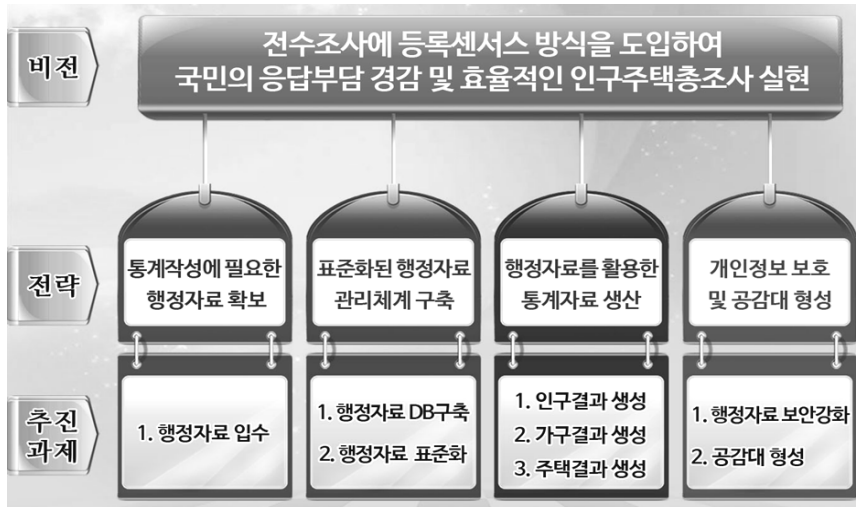 비전
전수조사에 등록센서스 방식을 도입하여
국민의 응답부담 경감 및 효율적인 인구주택총조사 실현
전략
통계작성에 필요한
행정자료 확보
표준화된 행정자료
관리체계 구축
행정자료를 활용한
통계자료 생산
개인정보 보호
및 공감대 형성
추진
과제
1. 행정자료 입수
1. 행정자료 DB구축
2. 행정자료 표준화
1. 인구결과 생성
2. 가구결과 생성
3. 주택결과 생성
1. 행정자료 보안강화
2. 공감대 형성